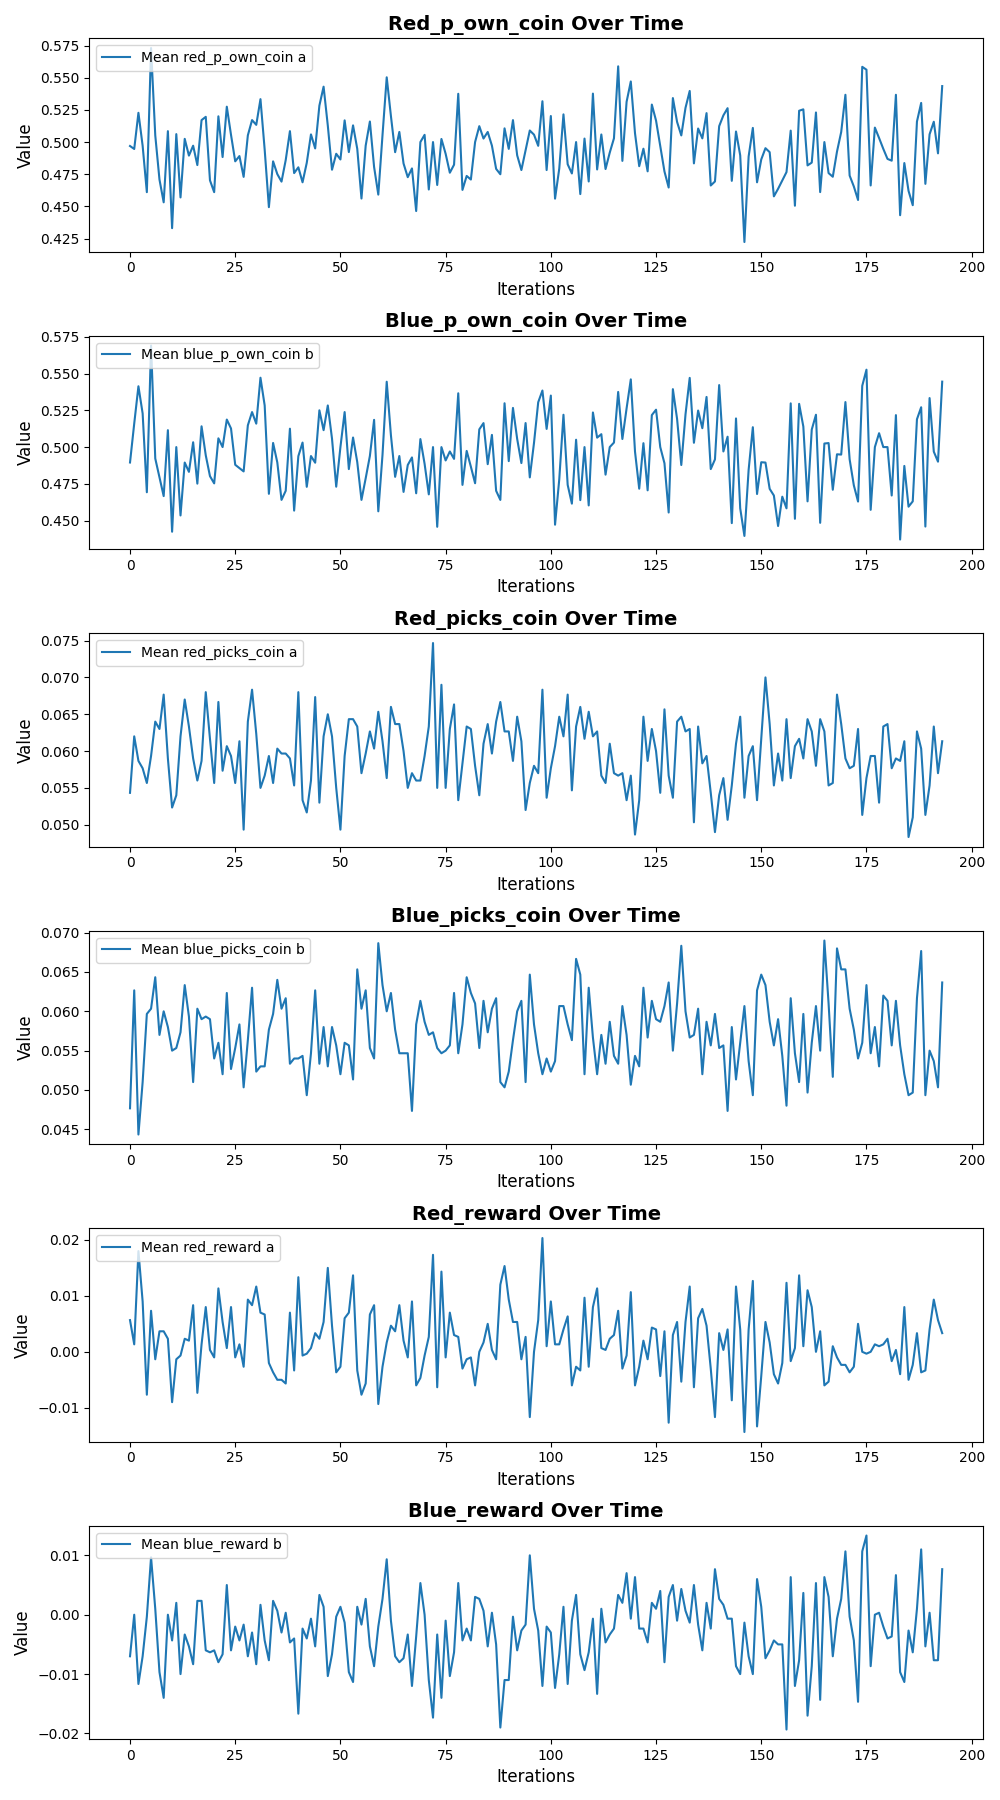 Red_p_own_coin Over Time
Value
0.575
0.550
0.525
0.500
0.475
0.450
0.425
Mean red_p_own_coin a
0 25 50 75 100 125 150 175 200
Iterations
Blue_p_own_coin Over Time
Value
0.575
0.550
0.525
0.500
0.475
0.450
Mean blue_p_own_coin b
0 25 50 75 100 125 150 175 200
Iterations
Red_picks_coin Over Time
Value
0.075
0.070
0.065
0.060
0.055
0.050
Mean red_picks_coin a
0 25 50 75 100 125 150 175 200
Iterations
Blue_picks_coin Over Time
Value
0.070
0.065
0.060
0.055
0.050
0.045
Mean blue_picks_coin b
0 25 50 75 100 125 150 175 200
Iterations
Red_reward Over Time
Value
0.02
0.01
0.00
−0.01
Mean red_reward a
0 25 50 75 100 125 150 175 200
Iterations
Blue_reward Over Time
Value
0.01
0.00
−0.01
−0.02
Mean blue_reward b
0 25 50 75 100 125 150 175 200
Iterations